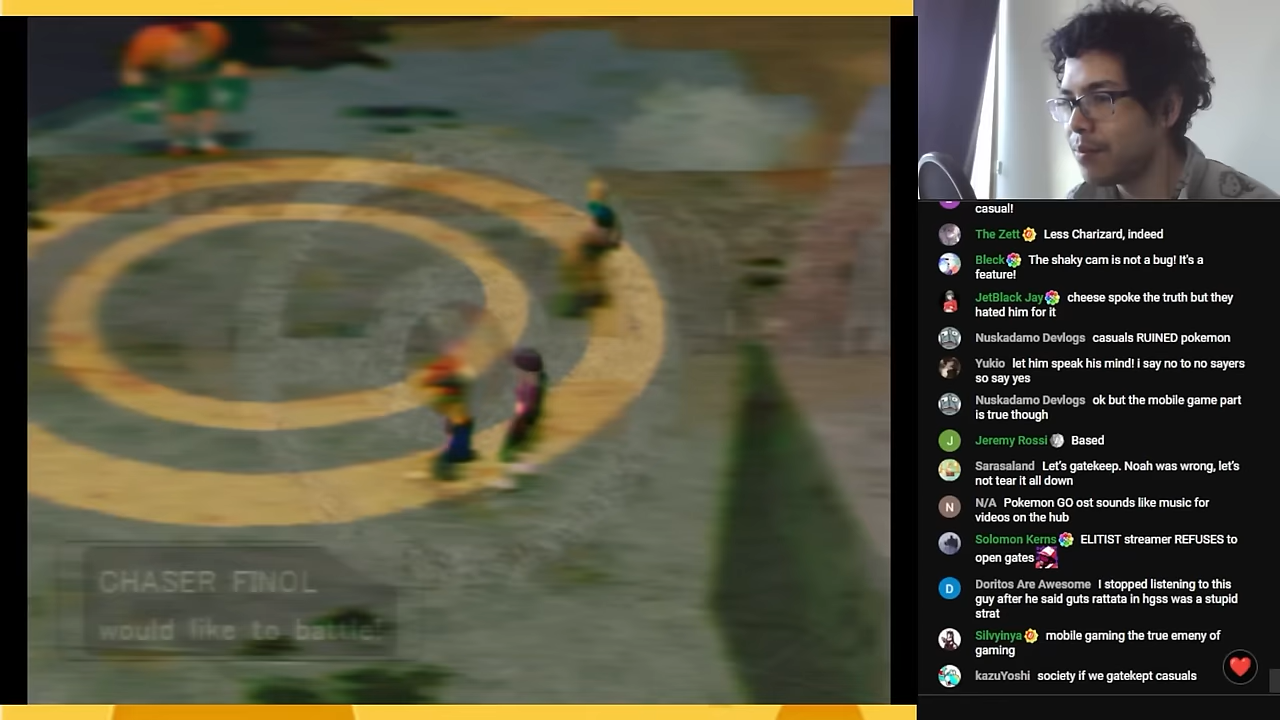 CHASER FINOL
would like to battle!
casual!
The Zett Less Charizard, indeed
Bleck The shaky cam is not a bug! It's a
feature!
JetBlack Jay cheese spoke the truth but they
hated him for it
Nuskadamo Devlogs casuals RUINED pokemon
Yukio let him speak his mind! i say no to no sayers
so say yes
Nuskadamo Devlogs ok but the mobile game part
is true though
J
Jeremy Rossi Based
Sarasaland Let's gatekeep. Noah was wrong, let's
not tear it all down
N
N/A Pokemon GO ost sounds like music for
videos on the hub
Solomon Kerns ELITIST streamer REFUSES to
open gates
D
Doritos Are Awesome I stopped listening to this
guy after he said guts rattata in hgss was a stupid
strat
Silvyinya mobile gaming the true emeny of
gaming
kazuYoshi society if we gatekept casuals